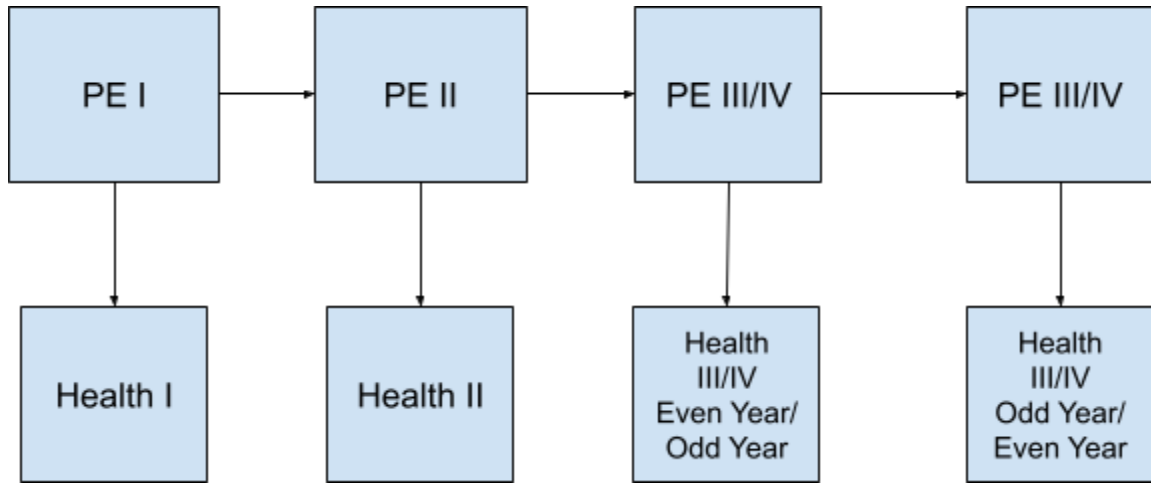 PE I
PE II
PE III/IV
PE III/IV
Health I
Health II
Health
III/IV
Even Year/
Odd Year
Health
III/IV
Odd Year/
Even Year